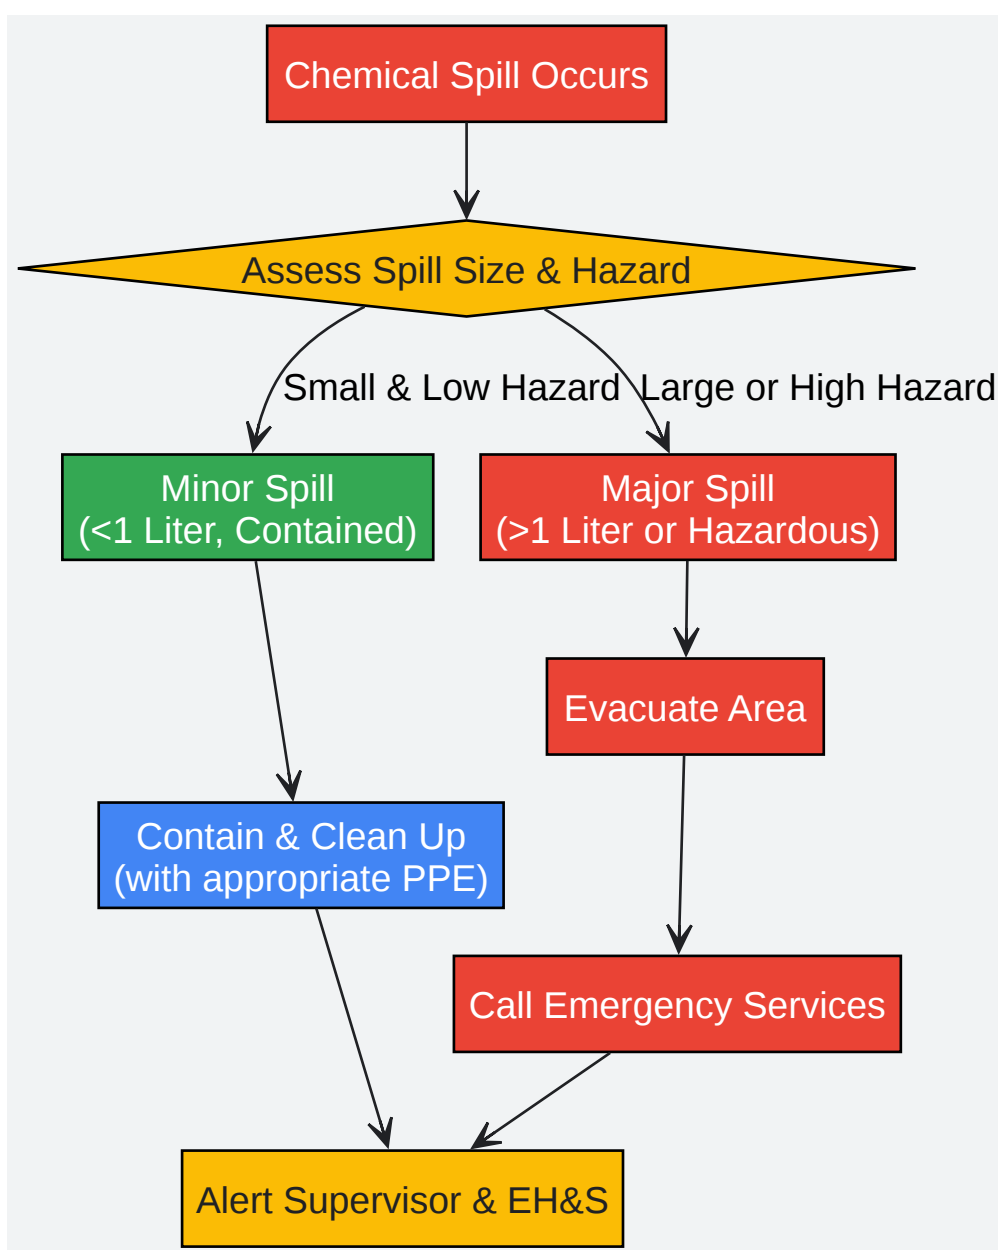 Chemical Spill Occurs
Assess Spill Size & Hazard
Small & Low Hazard
Large or High Hazard
Minor Spill
(<1 Liter, Contained)
Major Spill
(>1 Liter or Hazardous)
Evacuate Area
Contain & Clean Up
(with appropriate PPE)
Call Emergency Services
Alert Supervisor & EH&S